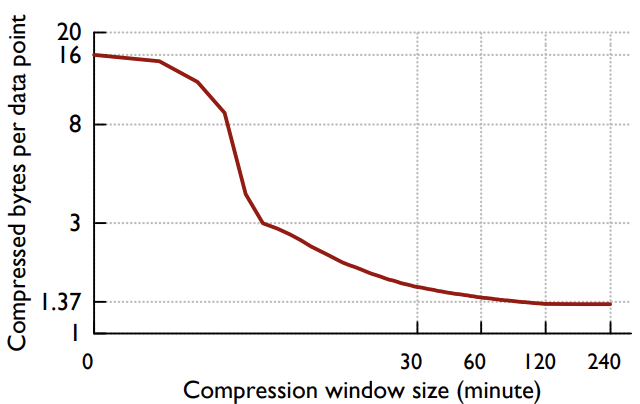 Compressed bytes per data point
20
16
8
3
1.37
1
0 30 60 120 240
Compression window size (minute)